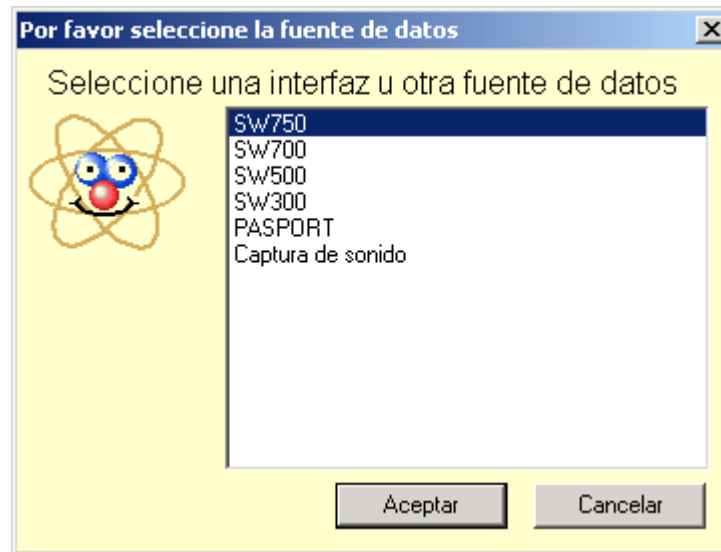 Por favor seleccione la fuente de datos
Seleccione una interfaz u otra fuente de datos
SW750
SW700
SW500
SW300
PASPORT
Captura de sonido
Aceptar
Cancelar